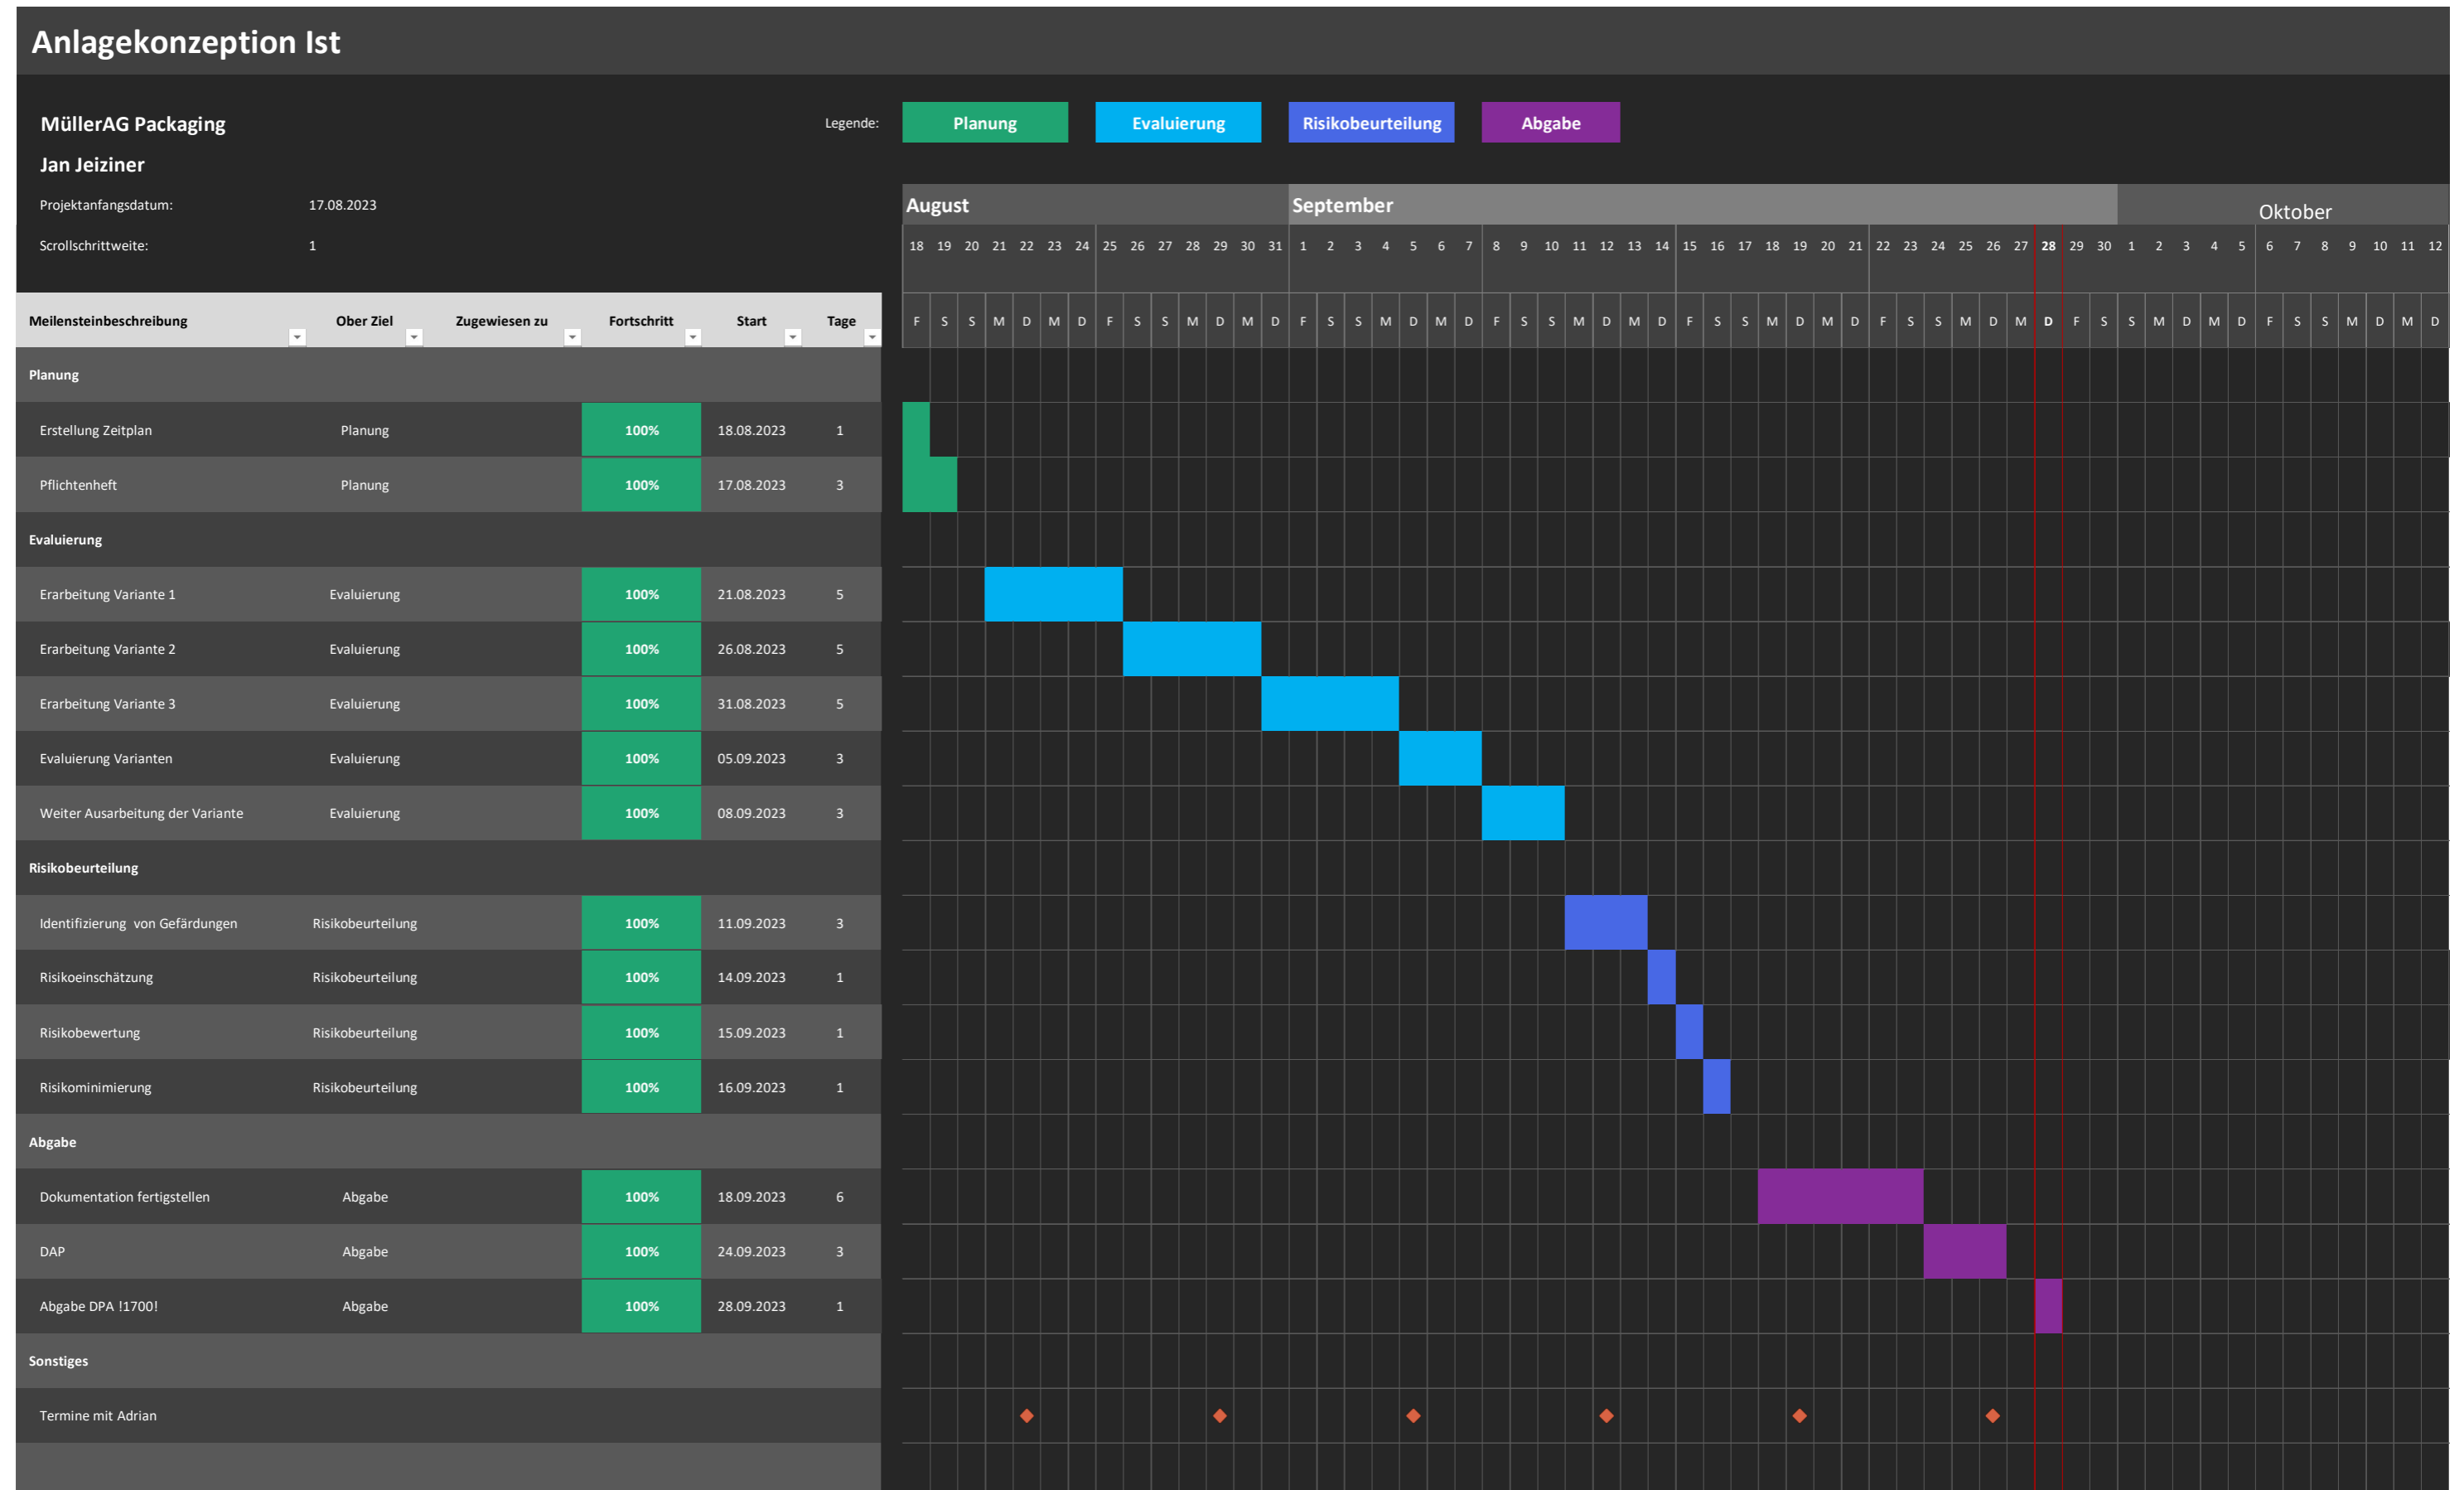 Anlagekonzeption Ist
MüllerAG Packaging
Legende:
Planung Evaluierung Risikobeurteilung Abgabe
Jan Jeiziner
Projektanfangsdatum: 17.08.2023
August September Oktober
Scrollschrittweite: 1
18 19 20 21 22 23 24 25 26 27 28 29 30 31 1 2 3 4 5 6 7 8 9 10 11 12 13 14 15 16 17 18 19 20 21 22 23 24 25 26 27 28 29 30 1 2 3 4 5 6 7 8 9 10 11 12
Meilensteinbeschreibung Ober Ziel Zugewiesen zu Fortschritt Start Tage
F S S M D M D F S S M D M D F S S M D M D F S S M D M D F S S M D M D F S S M D M D F S S M D M D F S S M D M D
Planung
Erstellung Zeitplan Planung 100% 18.08.2023 1
Pflichtenheft Planung 100% 17.08.2023 3
Evaluierung
Erarbeitung Variante 1 Evaluierung 100% 21.08.2023 5
Erarbeitung Variante 2 Evaluierung 100% 26.08.2023 5
Erarbeitung Variante 3 Evaluierung 100% 31.08.2023 5
Evaluierung Varianten Evaluierung 100% 05.09.2023 3
Weiter Ausarbeitung der Variante Evaluierung 100% 08.09.2023 3
Risikobeurteilung
Identifizierung  von Gefärdungen Risikobeurteilung 100% 11.09.2023 3
Risikoeinschätzung Risikobeurteilung 100% 14.09.2023 1
Risikobewertung Risikobeurteilung 100% 15.09.2023 1
Risikominimierung Risikobeurteilung 100% 16.09.2023 1
Abgabe
Dokumentation fertigstellen Abgabe 100% 18.09.2023 6
DAP Abgabe 100% 24.09.2023 3
Abgabe DPA !1700! Abgabe 100% 28.09.2023 1
Sonstiges
Termine mit Adrian